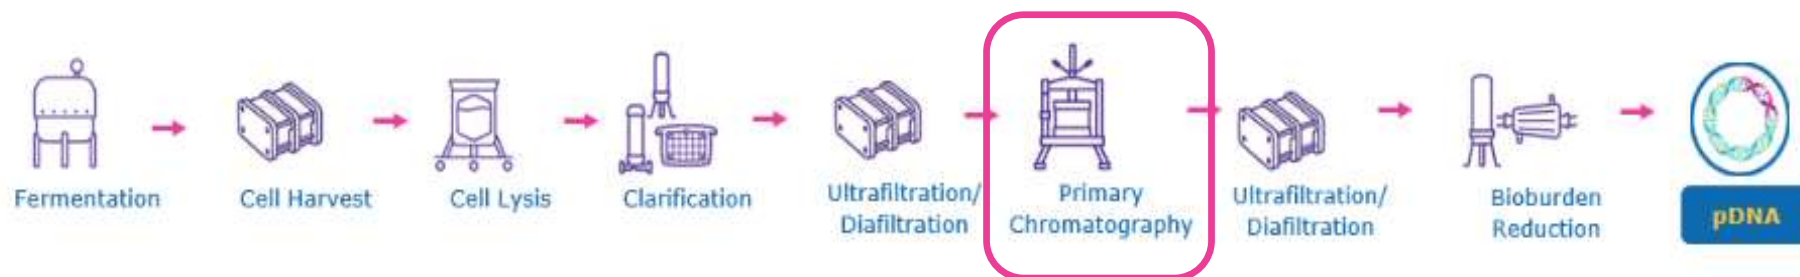 Fermentation
Cell Harvest
Cell Lysis
Clarification
Ultrafiltration/
Diafiltration
Primary
Chromatography
Ultrafiltration/
Diafiltration
Bioburden
Reduction
pDNA